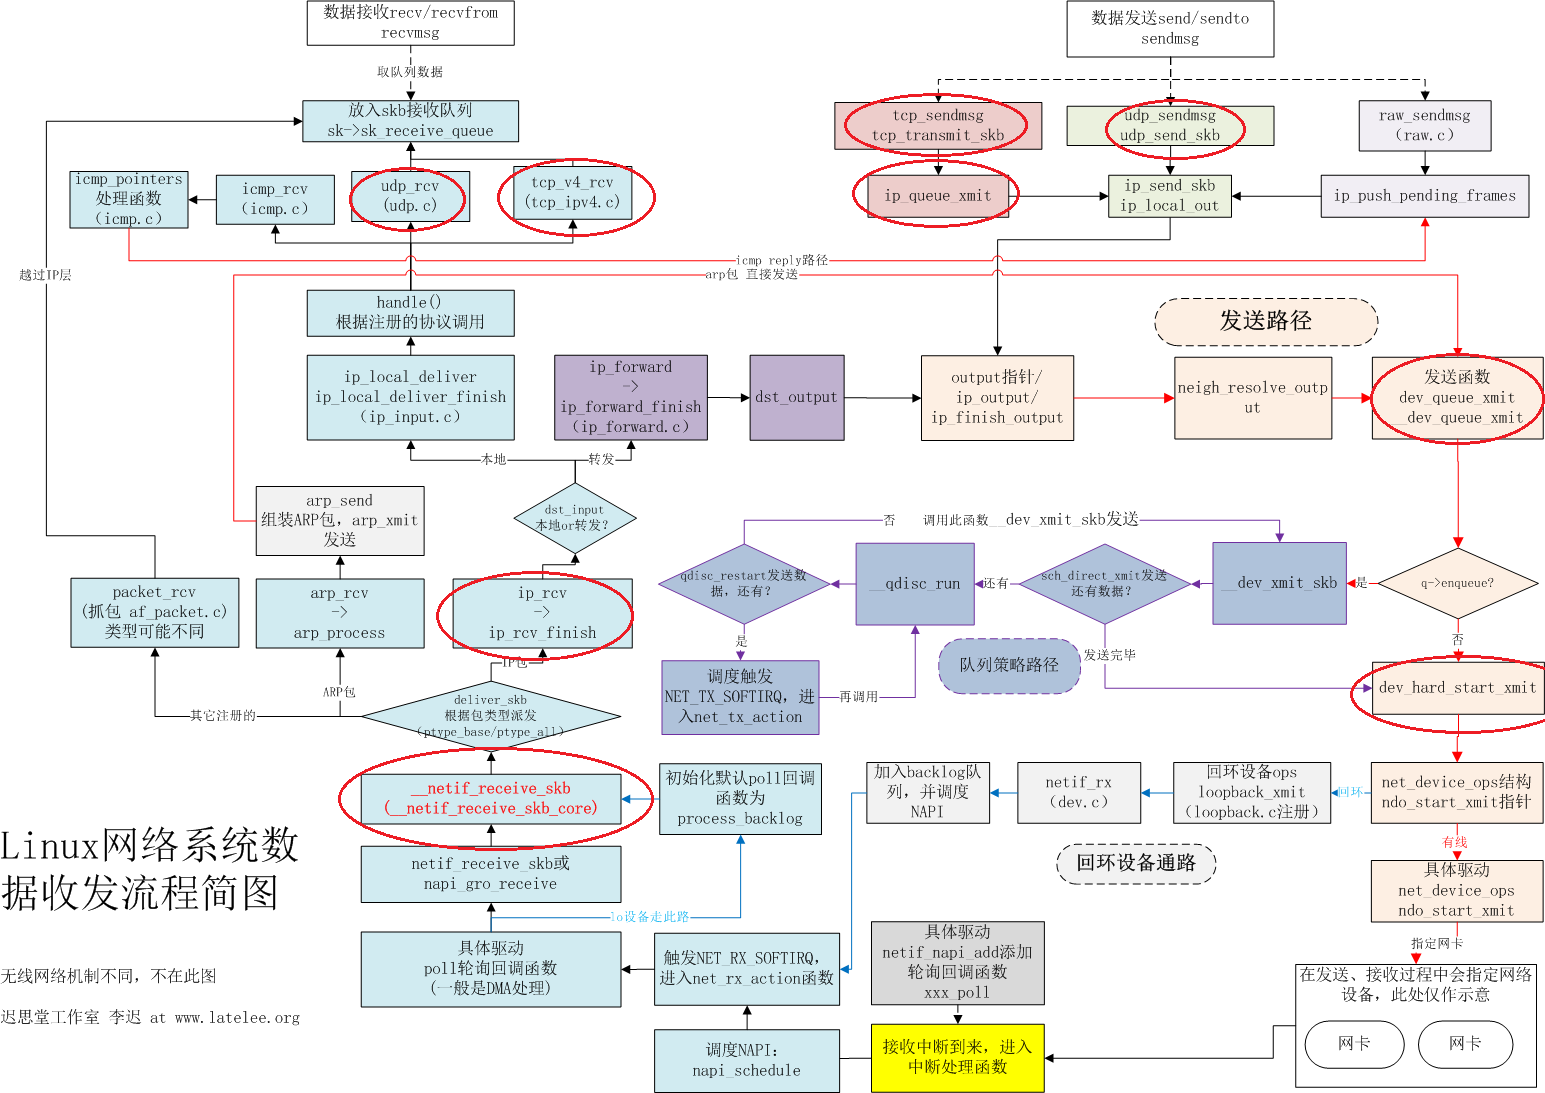 数据接收recv/recvfrom
recvmsg
取队列数据
放入skb接收队列
sk->sk_receive_queue
icmp_pointers
处理函数
（icmp.c）
icmp_rcv
（icmp.c）
udp_rcv
（udp.c）
tcp_v4_rcv
（tcp_ipv4.c）
越过IP层
数据发送send/sendto
sendmsg
tcp_sendmsg
tcp_transmit_skb
udp_sendmsg
udp_send_skb
raw_sendmsg
（raw.c）
ip_queue_xmit
ip_send_skb
ip_local_out
ip_push_pending_frames
icmp reply路径
arp包 直接发送
handle()
根据注册的协议调用
发送路径
ip_local_deliver
ip_local_deliver_finish
（ip_input.c）
ip_forward
->
ip_forward_finish
（ip_forward.c）
dst_output
output指针/
ip_output/
ip_finish_output
neigh_resolve_outp
ut
发送函数
dev_queue_xmit
__dev_queue_xmit
本地
转发
arp_send
组装ARP包，arp_xmit
发送
dst_input
本地or转发？
否
调用此函数__dev_xmit_skb发送
packet_rcv
（抓包 af_packet.c）
类型可能不同
arp_rcv
->
arp_process
ip_rcv
->
ip_rcv_finish
qdisc_restart发送数
据，还有？
__qdisc_run
还有
sch_direct_xmit发送
还有数据？
__dev_xmit_skb
是
q->enqueue?
否
是
发送完毕
队列策略路径
IP包
ARP包
其它注册的
deliver_skb
根据包类型派发
（ptype_base/ptype_all）
调度触发
NET_TX_SOFTIRQ，进
入net_tx_action
再调用
dev_hard_start_xmit
__netif_receive_skb
（__netif_receive_skb_core）
初始化默认poll回调
函数为
process_backlog
加入backlog队
列，并调度
NAPI
netif_rx
（dev.c）
回环设备ops
loopback_xmit
（loopback.c注册）
回环
net_device_ops结构
ndo_start_xmit指针
有线
Linux网络系统数
据收发流程简图
netif_receive_skb或
napi_gro_receive
回环设备通路
具体驱动
net_device_ops
ndo_start_xmit
lo设备走此路
指定网卡
具体驱动
poll轮询回调函数
（一般是DMA处理）
触发NET_RX_SOFTIRQ，
进入net_rx_action函数
具体驱动
netif_napi_add添加
轮询回调函数
xxx_poll
在发送、接收过程中会指定网络
设备，此处仅作示意
网卡
网卡
无线网络机制不同，不在此图
迟思堂工作室 李迟 at www.latelee.org
调度NAPI：
napi_schedule
接收中断到来，进入
中断处理函数